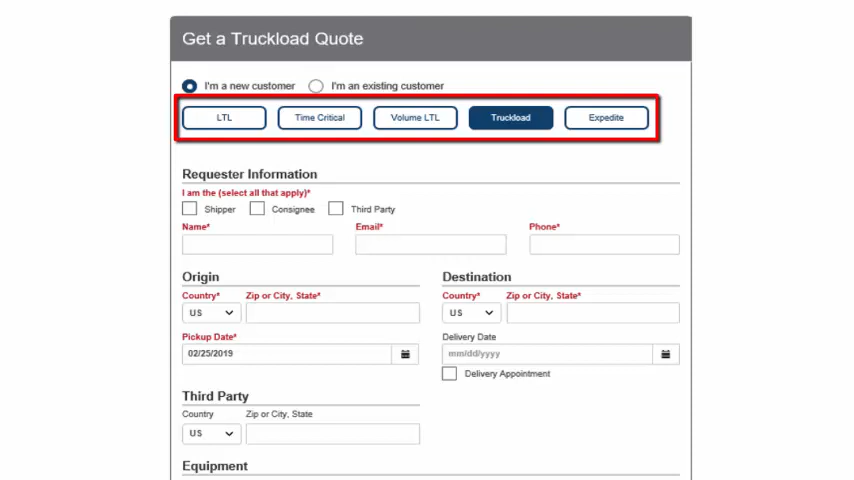 Get a Truckload Quote
I'm a new customer I'm an existing customer
LTL Time Critical Volume LTL Truckload Expedite
Requester Information
I am the (select all that apply)*
Shipper Consignee Third Party
Name* Email* Phone*
Origin Destination
Country* Zip or City, State* Country* Zip or City, State*
US US
Pickup Date* Delivery Date
02/25/2019 mm/dd/yyyy
Delivery Appointment
Third Party
Country Zip or City, State
US
Equipment